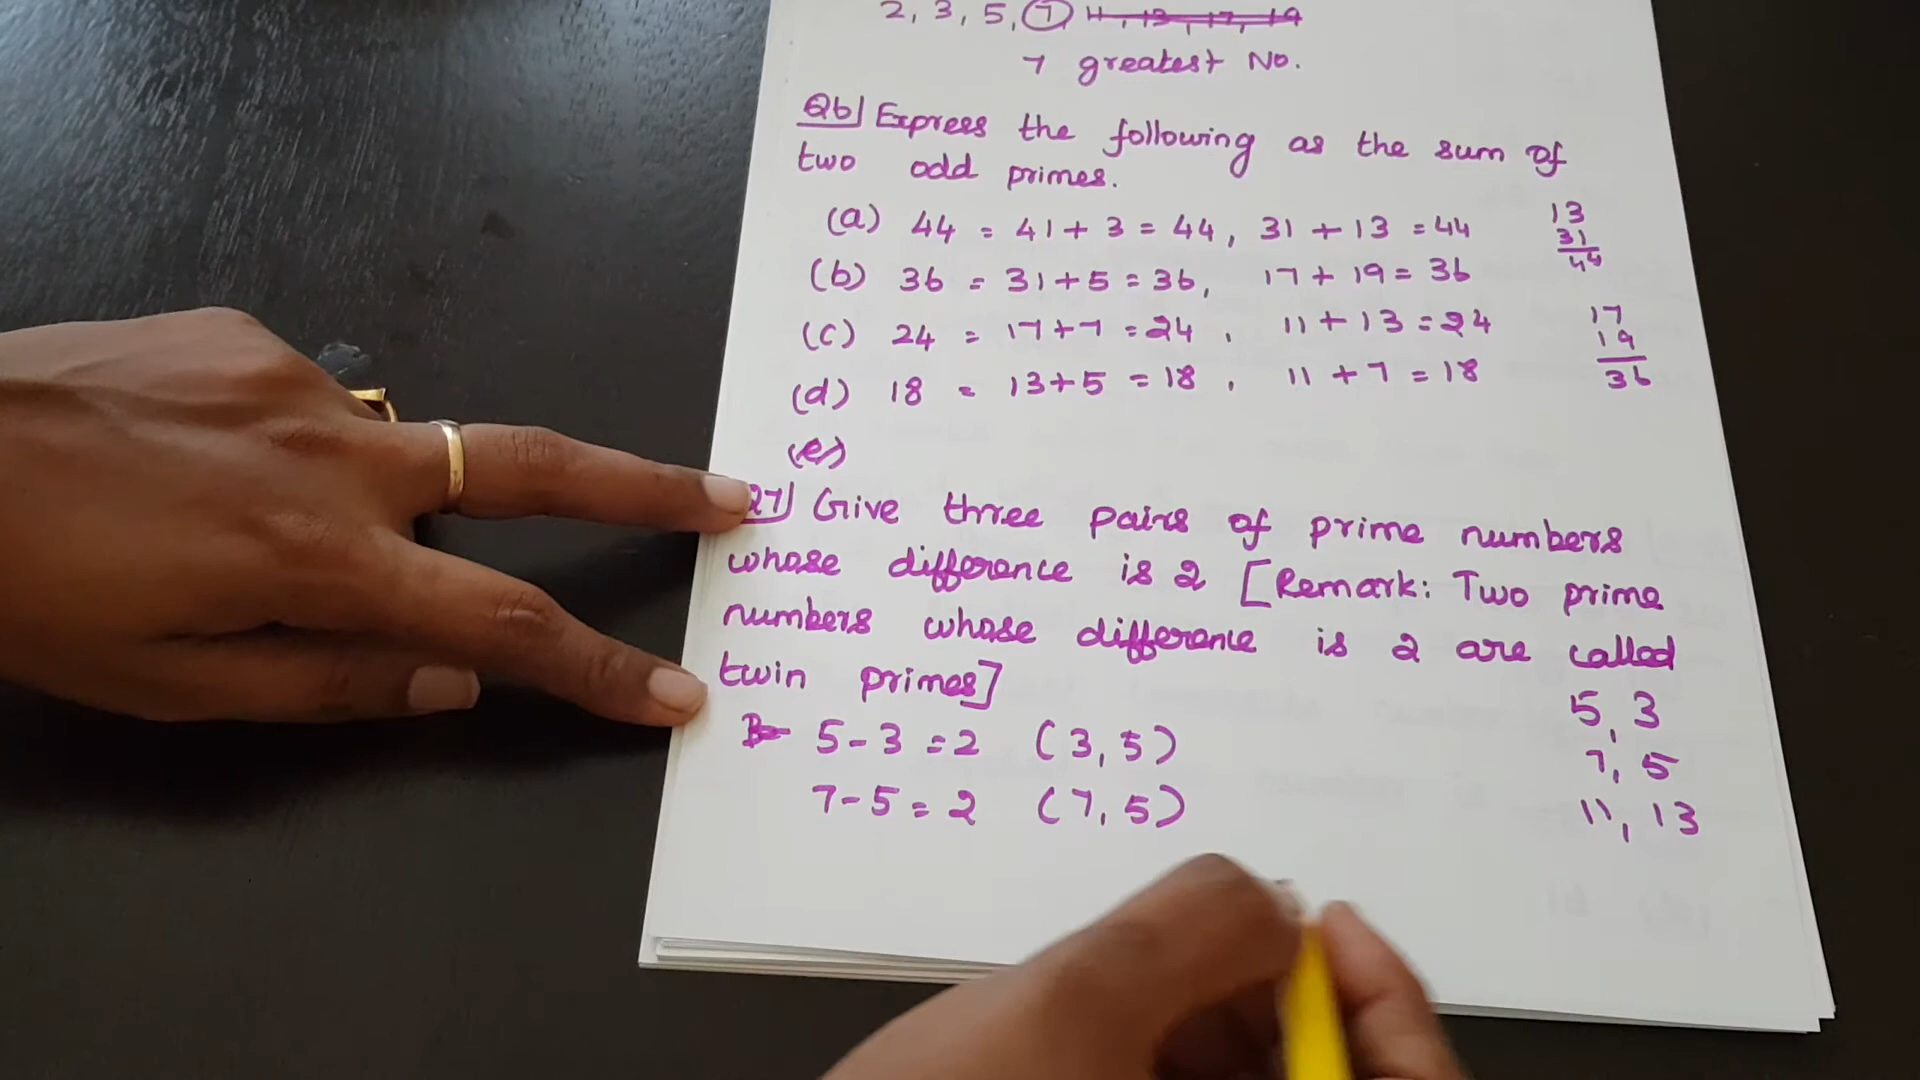 2, 3, 5, 7, 11, 13, 17, 19
7 greatest No.
Q6) Express the following as the sum of
two odd primes.
(a) 44 = 41 + 3 = 44, 31 + 13 = 44
13
31
44
(b) 36 = 31 + 5 = 36, 17 + 19 = 36
(c) 24 = 17 + 7 = 24, 11 + 13 = 24
17
19
36
(d) 18 = 13 + 5 = 18, 11 + 7 = 18
(e)
Q7) Give three pairs of prime numbers
whose difference is 2 [Remark: Two prime
numbers whose difference is 2 are called
twin primes]
5, 3
5 - 3 = 2 (3, 5)
7, 5
7 - 5 = 2 (7, 5)
11, 13